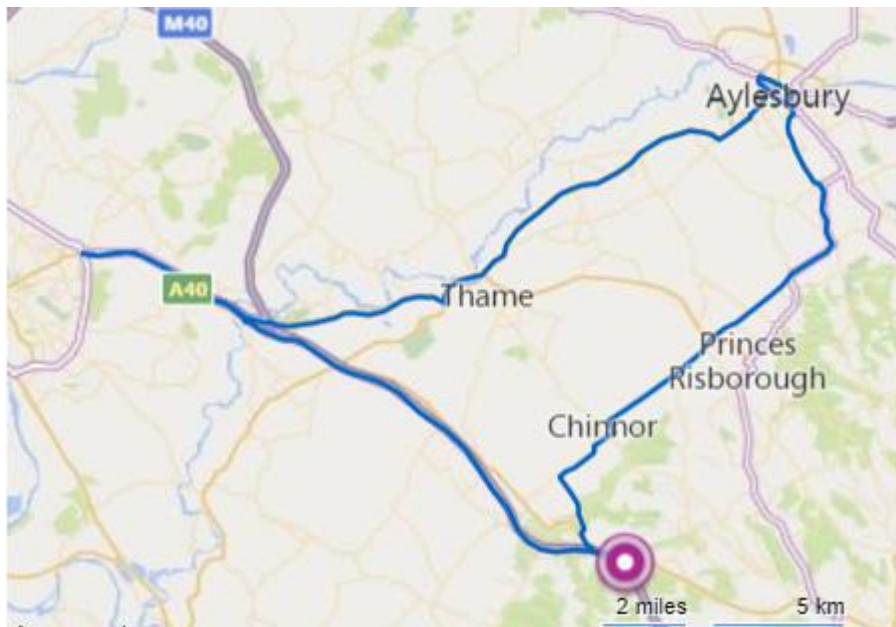 M40
Aylesbury
A40
Thame
Princes
Risborough
Chinnor
2 miles 5 km